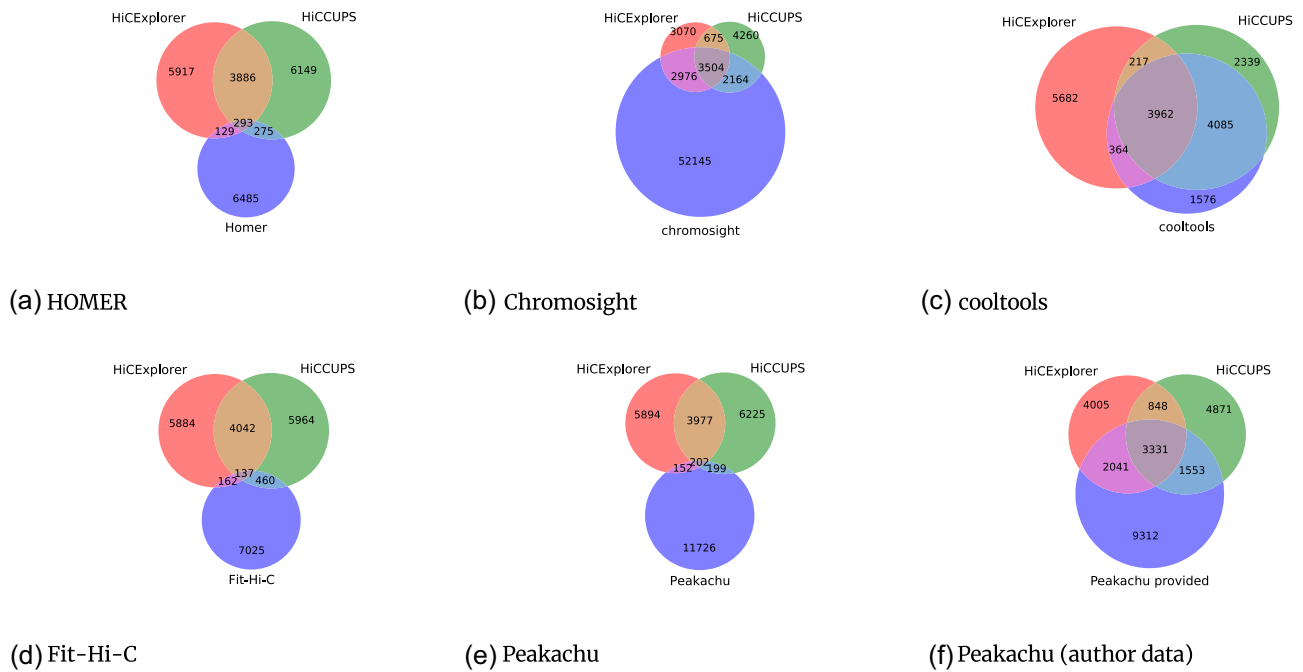 HiCExplorer HiCCUPS
5917 3886 6149
293
129 275
6485
Homer
(a) HOMER
HiCExplorer HiCCUPS
3070 675 4260
3504
2976 2164
52145
chromosight
(b) Chromosight
HiCExplorer HiCCUPS
217 2339
5682
3962 4085
364
1576
cooltools
(c) cooltools
HiCExplorer HiCCUPS
5884 4042 5964
137
162 460
7025
Fit-Hi-C
(d) Fit-Hi-C
HiCExplorer HiCCUPS
5894 3977 6225
202
152 199
11726
Peakachu
(e) Peakachu
HiCExplorer HiCCUPS
4005 848 4871
3331
2041 1553
9312
Peakachu provided
(f) Peakachu (author data)